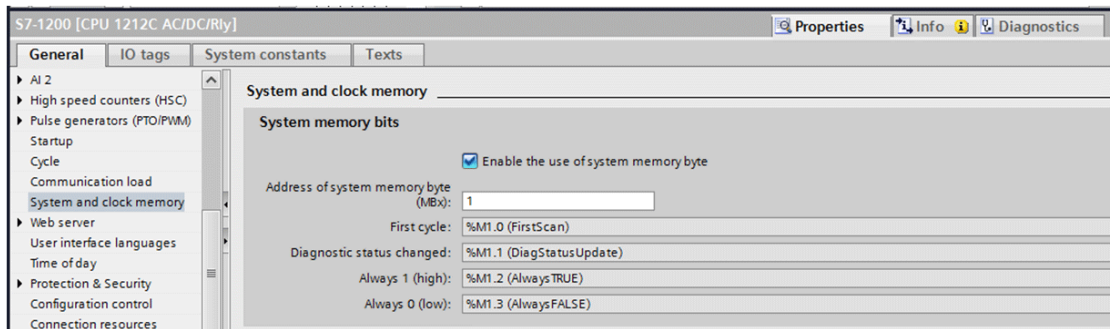 S7-1200 [CPU 1212C AC/DC/Rly]
Properties
Info
Diagnostics
General
IO tags
System constants
Texts
AI 2
High speed counters (HSC)
Pulse generators (PTO/PWM)
Startup
Cycle
Communication load
System and clock memory
Web server
User interface languages
Time of day
Protection & Security
Configuration control
Connection resources
System and clock memory
System memory bits
Enable the use of system memory byte
Address of system memory byte
(MBx): 1
First cycle: %M1.0 (FirstScan)
Diagnostic status changed: %M1.1 (DiagStatusUpdate)
Always 1 (high): %M1.2 (AlwaysTRUE)
Always 0 (low): %M1.3 (AlwaysFALSE)